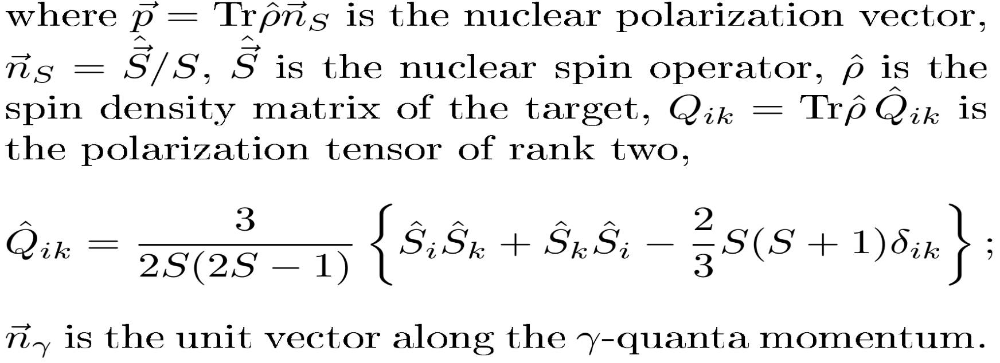 where $\vec{p} = \mathrm{Tr}\hat{\rho}\vec{n}_S$ is the nuclear polarization vector,
$\vec{n}_S = \hat{\vec{S}}/S$, $\hat{\vec{S}}$ is the nuclear spin operator, $\hat{\rho}$ is the
spin density matrix of the target, $Q_{ik} = \mathrm{Tr}\hat{\rho}\,\hat{Q}_{ik}$ is
the polarization tensor of rank two,
$\hat{Q}_{ik} = \frac{3}{2S(2S-1)} \left\{ \hat{S}_i\hat{S}_k + \hat{S}_k\hat{S}_i - \frac{2}{3}S(S+1)\delta_{ik} \right\};$
$\vec{n}_\gamma$ is the unit vector along the $\gamma$-quanta momentum.